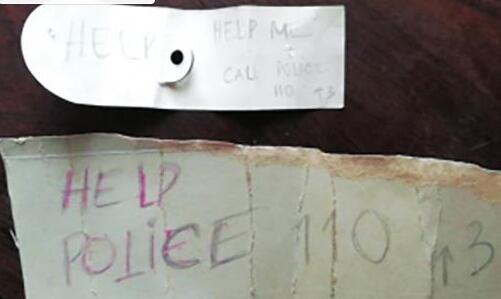 HELP
HELP ME
CALL POLICE
110 ↑3
HELP
POLICE 110 ↑3